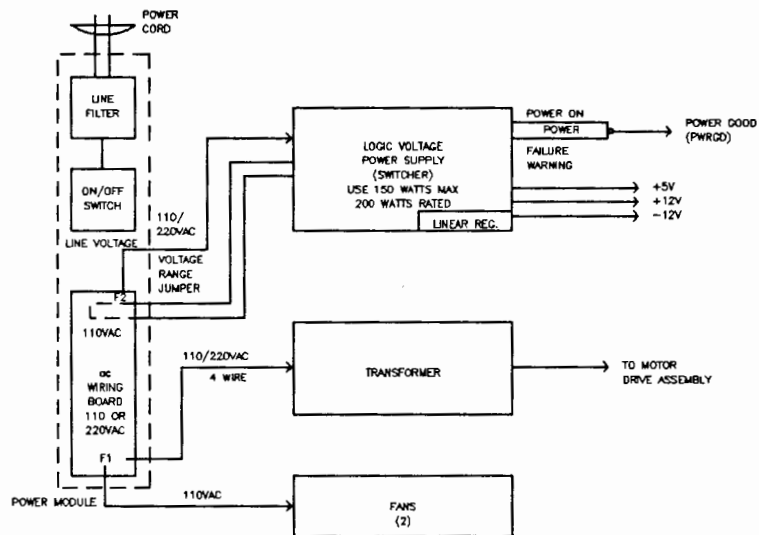 POWER
CORD
LINE
FILTER
ON/OFF
SWITCH
LINE VOLTAGE
110/
220VAC
VOLTAGE
RANGE
JUMPER
LOGIC VOLTAGE
POWER SUPPLY
(SWITCHER)
USE 150 WATTS MAX
200 WATTS RATED
LINEAR REG.
POWER ON
POWER
FAILURE
WARNING
POWER GOOD
(PWRGD)
+5V
+12V
-12V
F2
110VAC
ac
WIRING
BOARD
110 OR
220VAC
F1
POWER MODULE
110/220VAC
4 WIRE
TRANSFORMER
TO MOTOR
DRIVE ASSEMBLY
110VAC
FANS
(2)